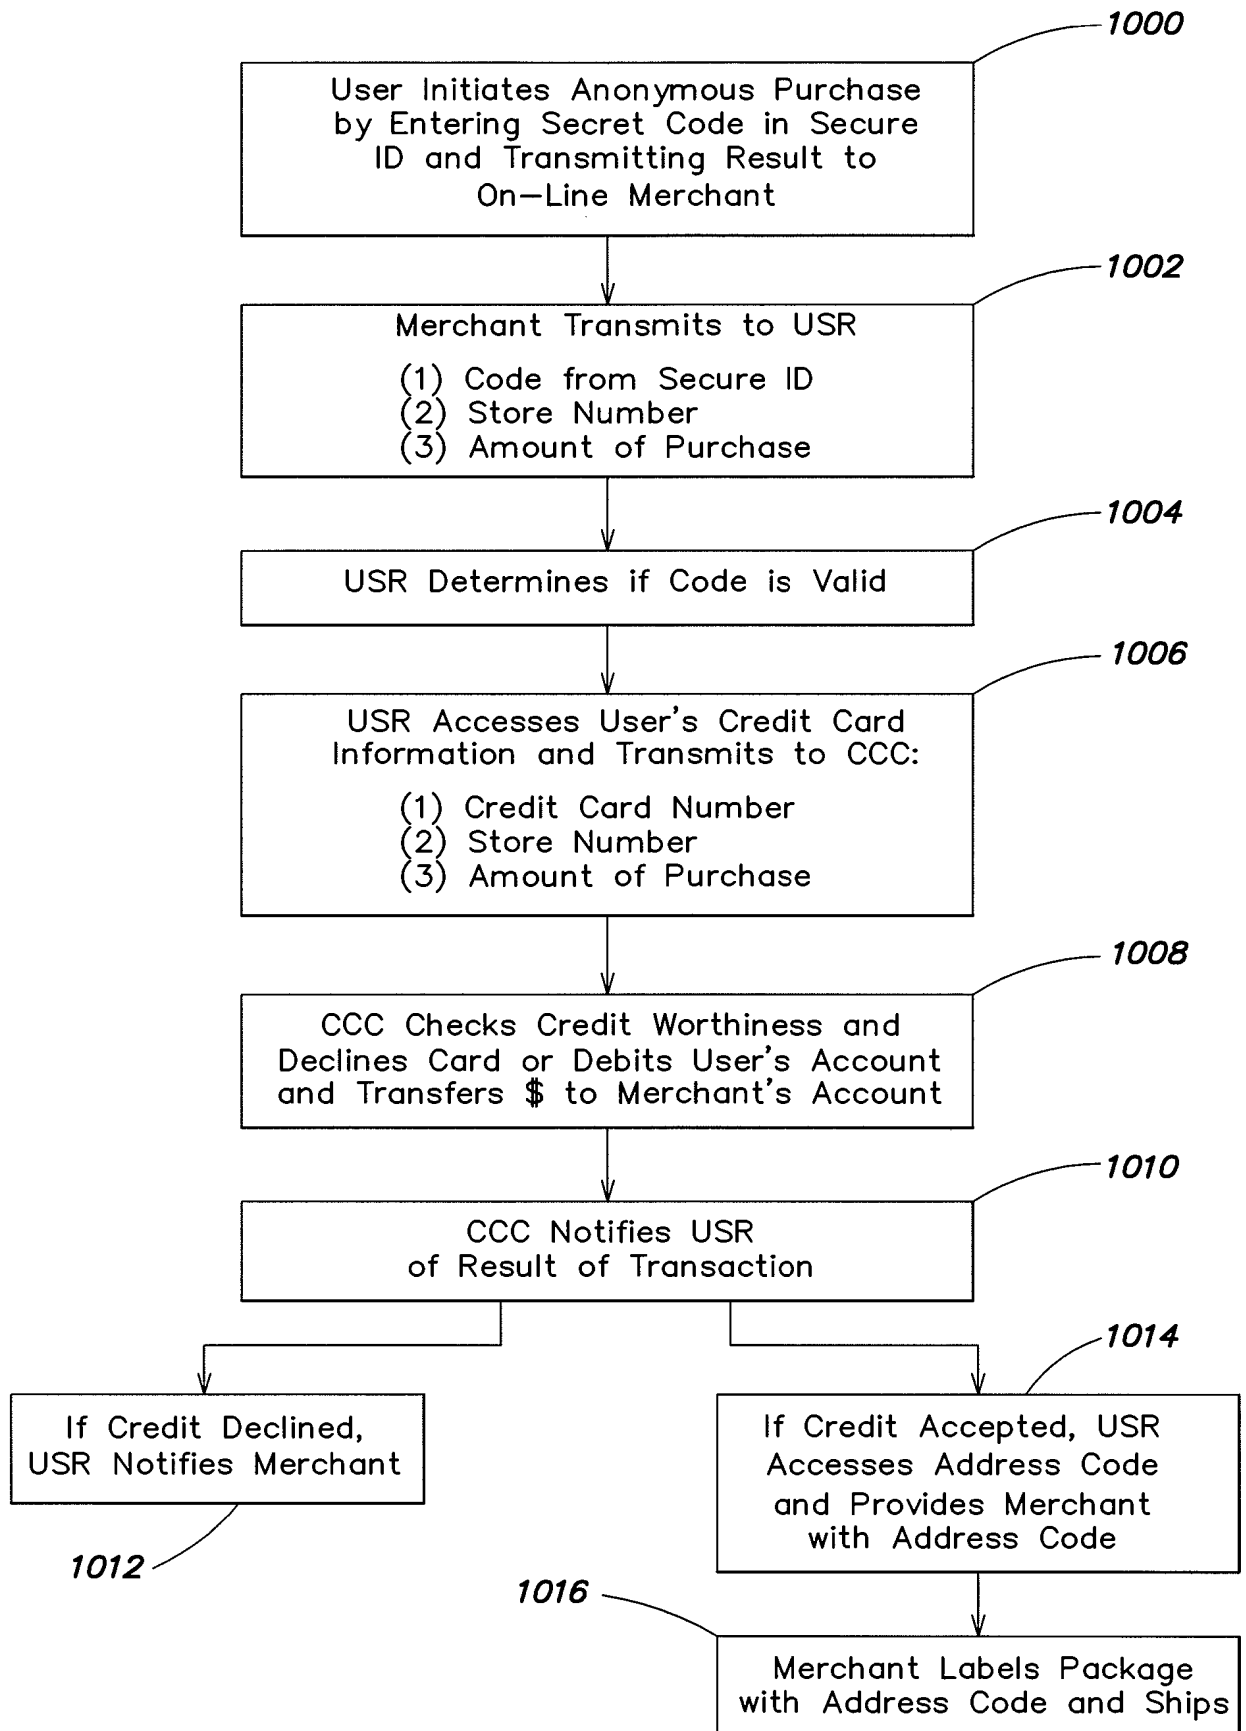 1000
User Initiates Anonymous Purchase
by Entering Secret Code in Secure
ID and Transmitting Result to
On-Line Merchant
1002
Merchant Transmits to USR
(1) Code from Secure ID
(2) Store Number
(3) Amount of Purchase
1004
USR Determines if Code is Valid
1006
USR Accesses User's Credit Card
Information and Transmits to CCC:
(1) Credit Card Number
(2) Store Number
(3) Amount of Purchase
1008
CCC Checks Credit Worthiness and
Declines Card or Debits User's Account
and Transfers $ to Merchant's Account
1010
CCC Notifies USR
of Result of Transaction
If Credit Declined,
USR Notifies Merchant
1012
1014
If Credit Accepted, USR
Accesses Address Code
and Provides Merchant
with Address Code
1016
Merchant Labels Package
with Address Code and Ships